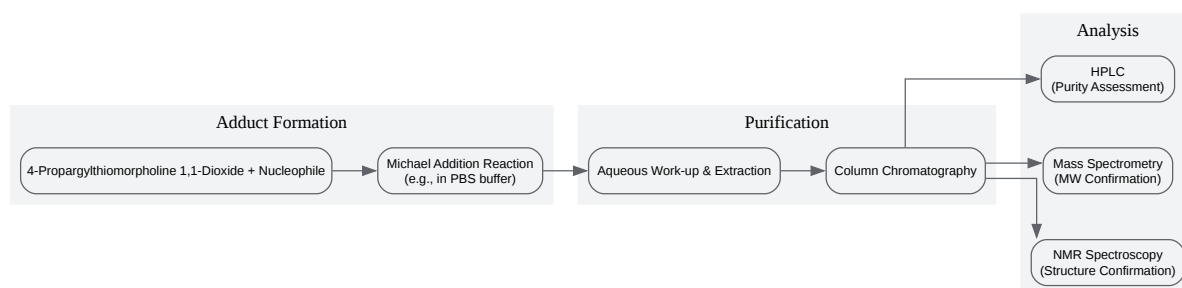 Adduct Formation
4-Propargylthiomorpholine 1,1-Dioxide + Nucleophile
Michael Addition Reaction
(e.g., in PBS buffer)
Purification
Aqueous Work-up & Extraction
Column Chromatography
Analysis
HPLC
(Purity Assessment)
Mass Spectrometry
(MW Confirmation)
NMR Spectroscopy
(Structure Confirmation)